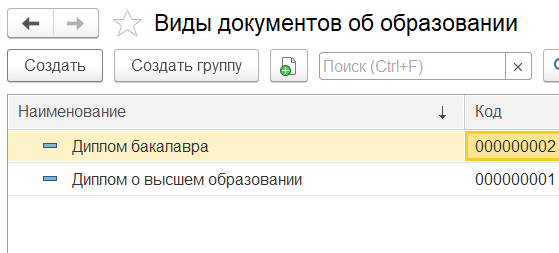 Виды документов об образовании
Создать Создать группу Поиск (Ctrl+F) ×
Наименование ↓ Код
Диплом бакалавра 000000002
Диплом о высшем образовании 000000001